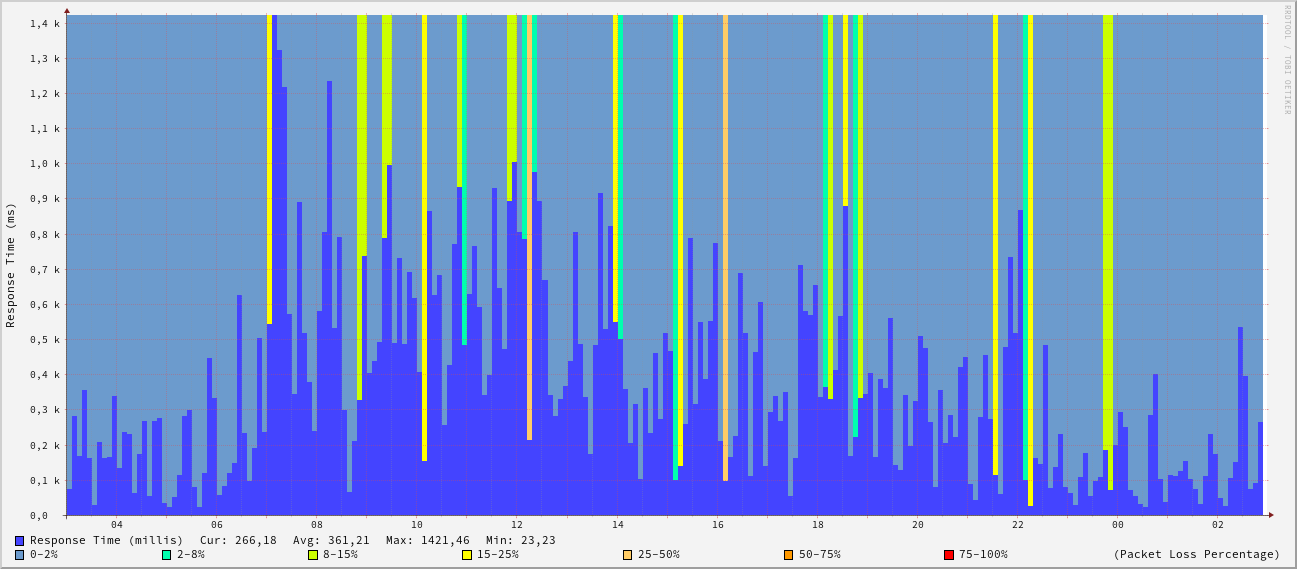 RRDTOOL / TOBI OETIKER
Response Time (ms)
1,4 k
1,3 k
1,2 k
1,1 k
1,0 k
0,9 k
0,8 k
0,7 k
0,6 k
0,5 k
0,4 k
0,3 k
0,2 k
0,1 k
0,0
04 06 08 10 12 14 16 18 20 22 00 02
Response Time (millis) Cur: 266,18 Avg: 361,21 Max: 1421,46 Min: 23,23
0-2% 2-8% 8-15% 15-25% 25-50% 50-75% 75-100% (Packet Loss Percentage)